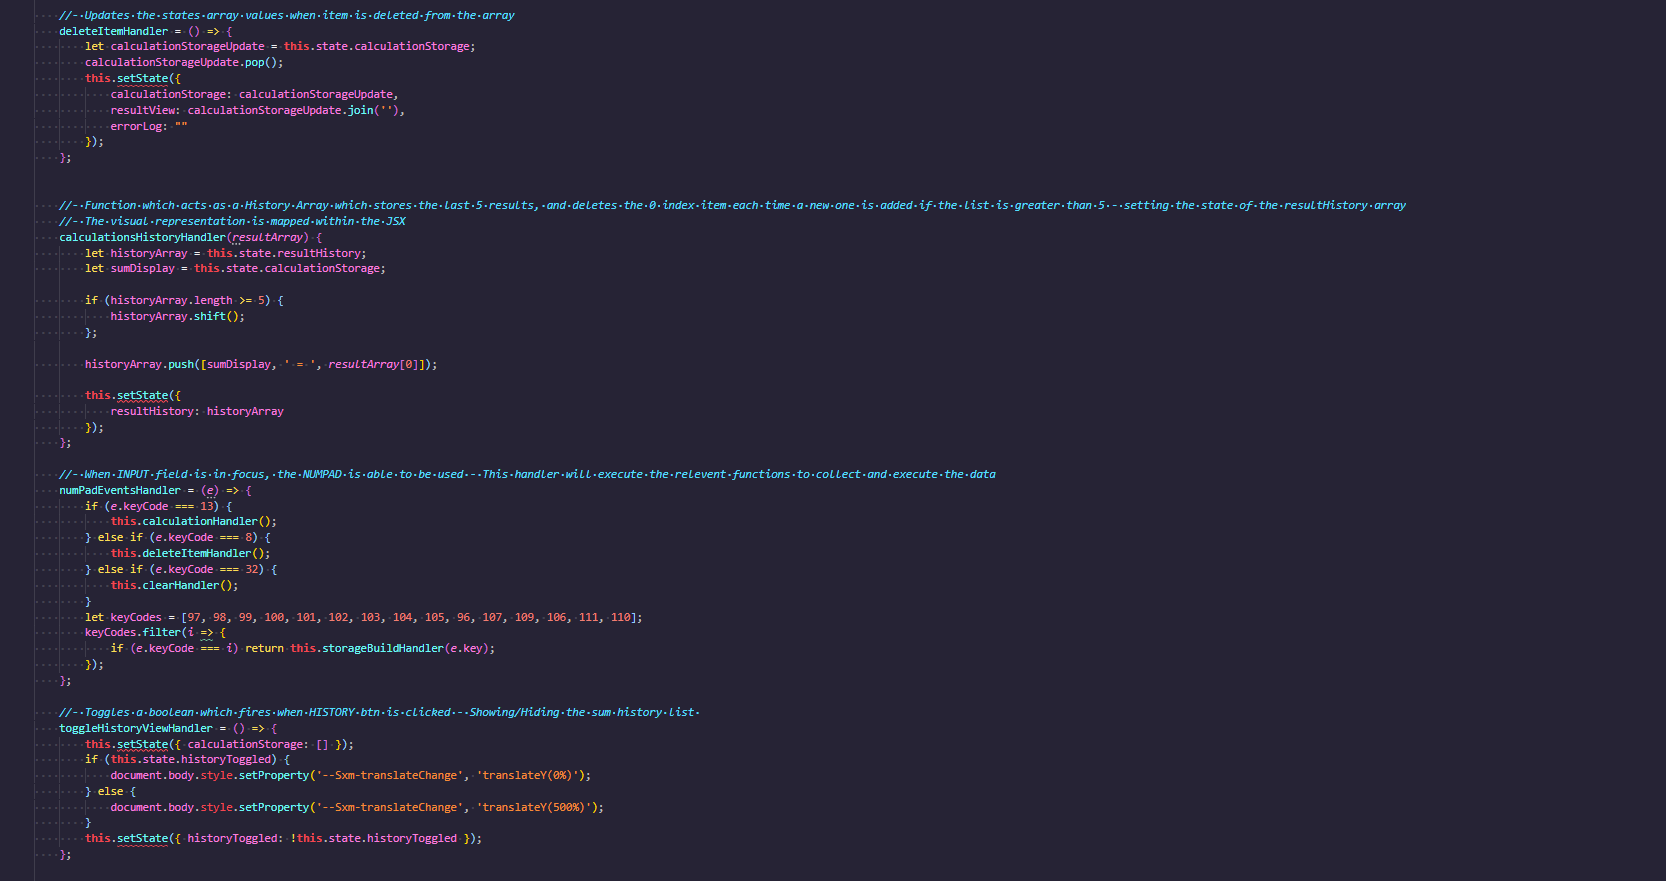 //- Updates the states array values when item is deleted from the array
deleteItemHandler = () => {
let calculationStorageUpdate = this.state.calculationStorage;
calculationStorageUpdate.pop();
this.setState({
calculationStorage: calculationStorageUpdate,
resultView: calculationStorageUpdate.join(''),
errorLog: ""
});
};
//- Function which acts as a History Array which stores the last 5 results, and deletes the 0 index item each time a new one is added if the list is greater than 5 - setting the state of the resultHistory array
//- The visual representation is mapped within the JSX
calculationsHistoryHandler(resultArray) {
let historyArray = this.state.resultHistory;
let sumDisplay = this.state.calculationStorage;
if (historyArray.length >= 5) {
historyArray.shift();
};
historyArray.push([sumDisplay, ' = ', resultArray[0]]);
this.setState({
resultHistory: historyArray
});
};
//- When INPUT field is in focus, the NUMPAD is able to be used - This handler will execute the relevent functions to collect and execute the data
numPadEventsHandler = (e) => {
if (e.keyCode === 13) {
this.calculationHandler();
} else if (e.keyCode === 8) {
this.deleteItemHandler();
} else if (e.keyCode === 32) {
this.clearHandler();
}
let keyCodes = [97, 98, 99, 100, 101, 102, 103, 104, 105, 96, 107, 109, 106, 111, 110];
keyCodes.filter(i => {
if (e.keyCode === i) return this.storageBuildHandler(e.key);
});
};
//- Toggles a boolean which fires when HISTORY btn is clicked - Showing/Hiding the sum history list
toggleHistoryViewHandler = () => {
this.setState({ calculationStorage: [] });
if (this.state.historyToggled) {
document.body.style.setProperty('--Sxm-translateChange', 'translateY(0%)');
} else {
document.body.style.setProperty('--Sxm-translateChange', 'translateY(500%)');
}
this.setState({ historyToggled: !this.state.historyToggled });
};